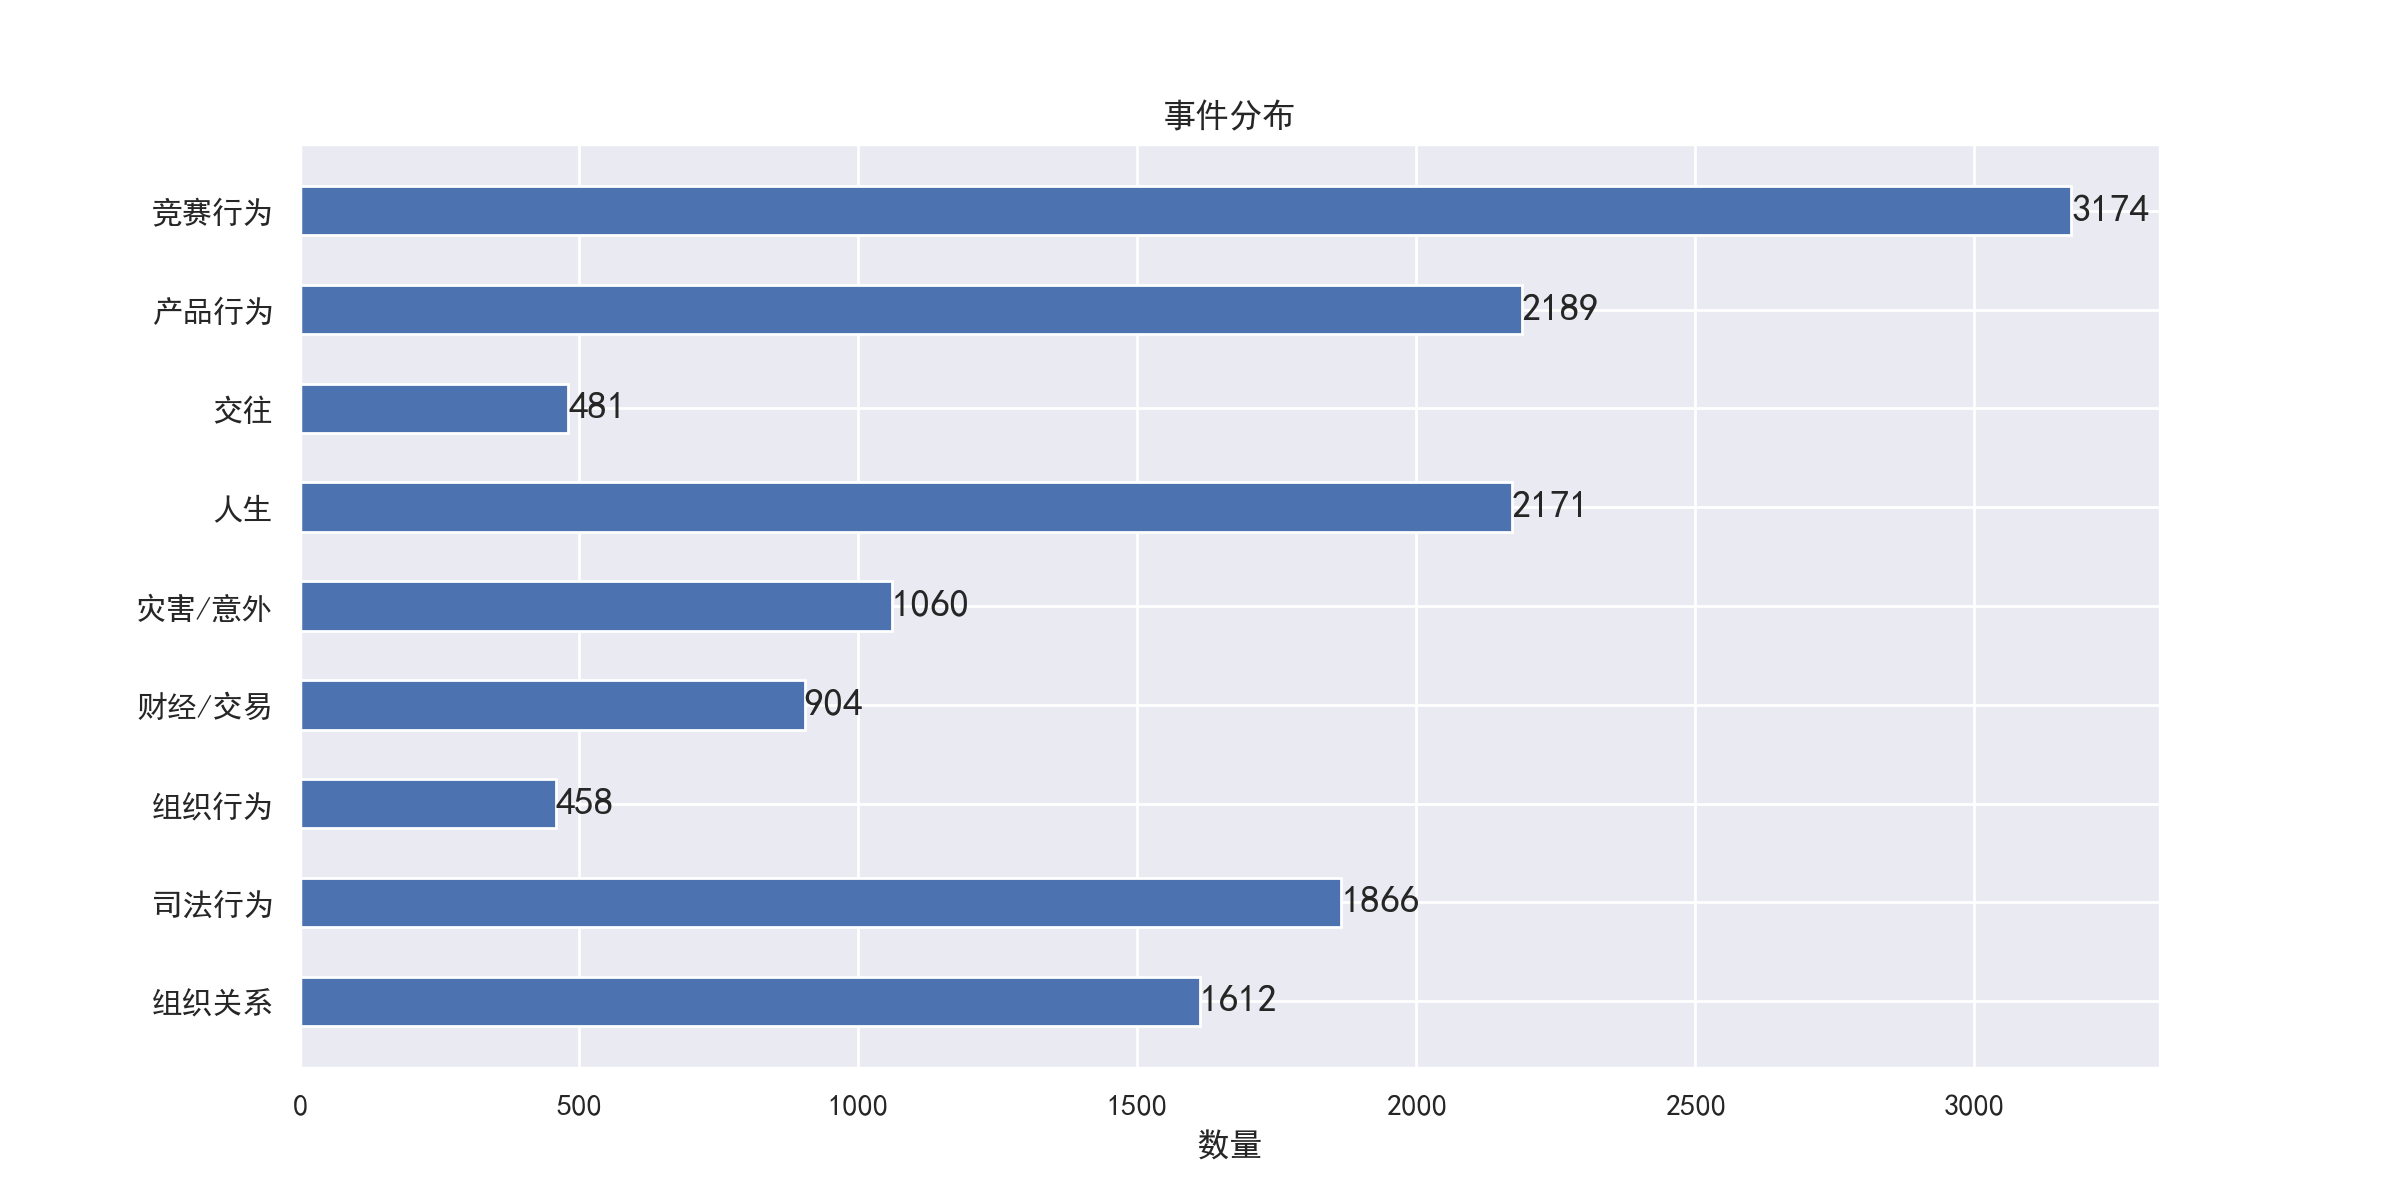 事件分布
竞赛行为 3174
产品行为 2189
交往 481
人生 2171
灾害/意外 1060
财经/交易 904
组织行为 458
司法行为 1866
组织关系 1612
0 500 1000 1500 2000 2500 3000
数量